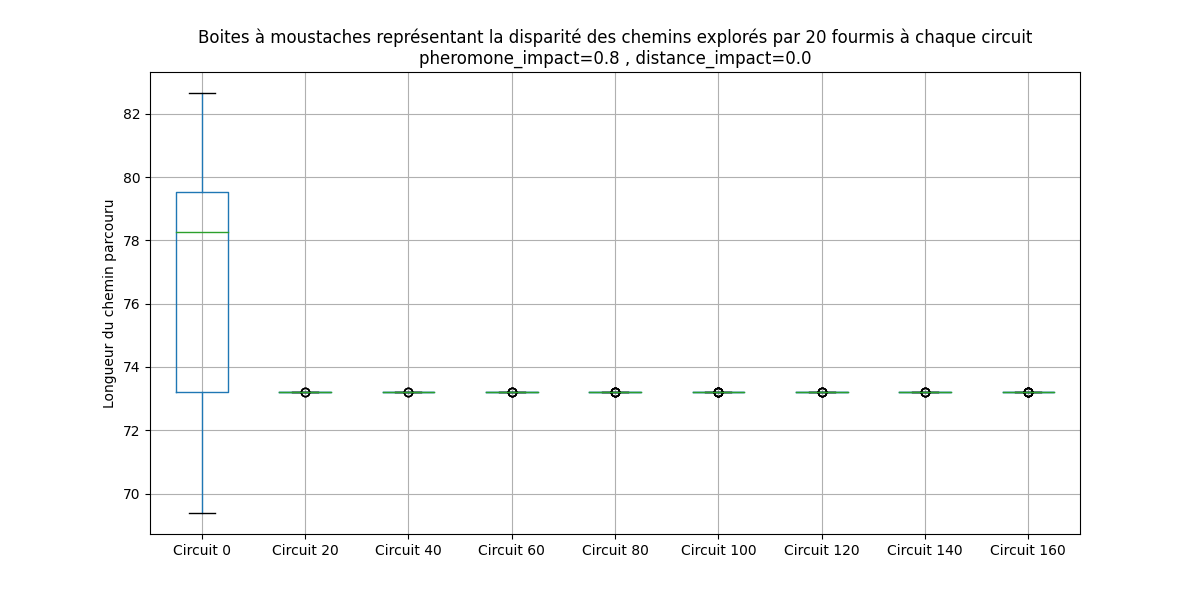 Boites à moustaches représentant la disparité des chemins explorés par 20 fourmis à chaque circuit
pheromone_impact=0.8 , distance_impact=0.0
Longueur du chemin parcouru
82
80
78
76
74
72
70
Circuit 0
Circuit 20
Circuit 40
Circuit 60
Circuit 80
Circuit 100
Circuit 120
Circuit 140
Circuit 160